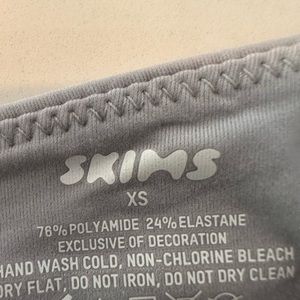 SKIMS
XS
76% POLYAMIDE 24% ELASTANE
EXCLUSIVE OF DECORATION
HAND WASH COLD, NON-CHLORINE BLEACH
DRY FLAT, DO NOT IRON, DO NOT DRY CLEAN